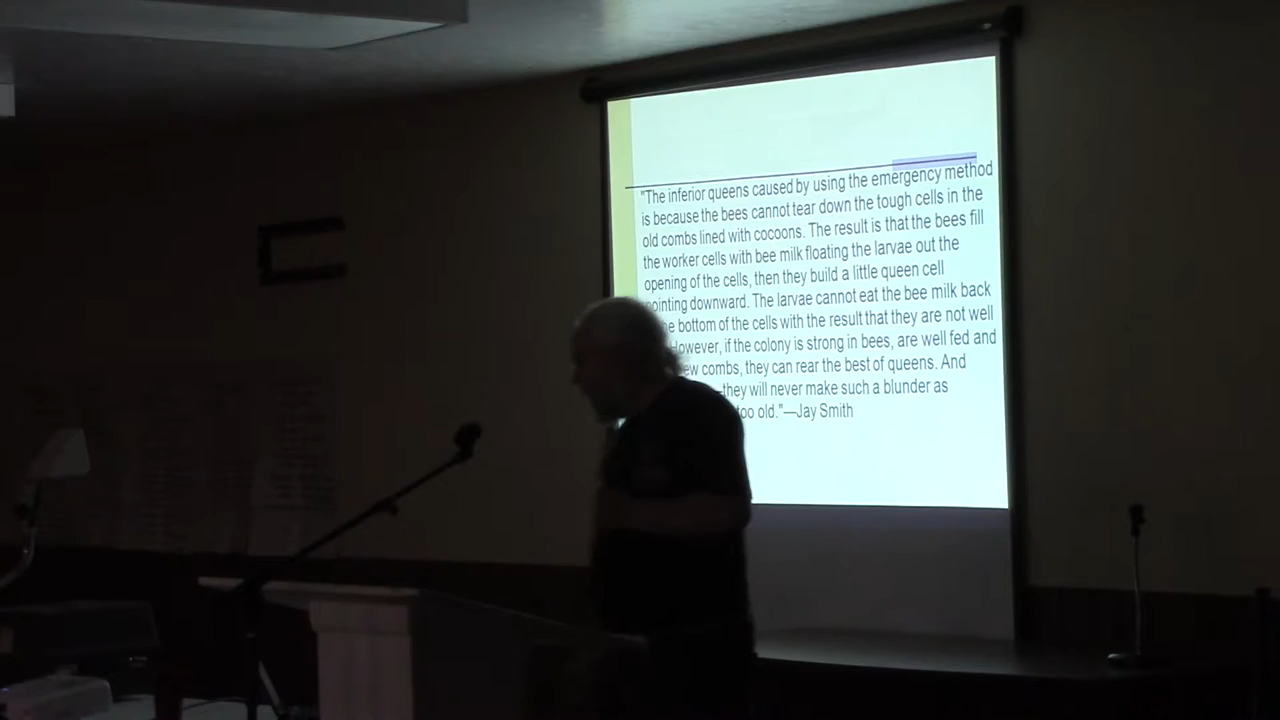 "The inferior queens caused by using the emergency method
is because the bees cannot tear down the tough cells in the
old combs lined with cocoons. The result is that the bees fill
the worker cells with bee milk floating the larvae out the
opening of the cells, then they build a little queen cell
pointing downward. The larvae cannot eat the bee milk back
bottom of the cells with the result that they are not well
However, if the colony is strong in bees, are well fed and
combs, they can rear the best of queens. And
—they will never make such a blunder as
too old."—Jay Smith